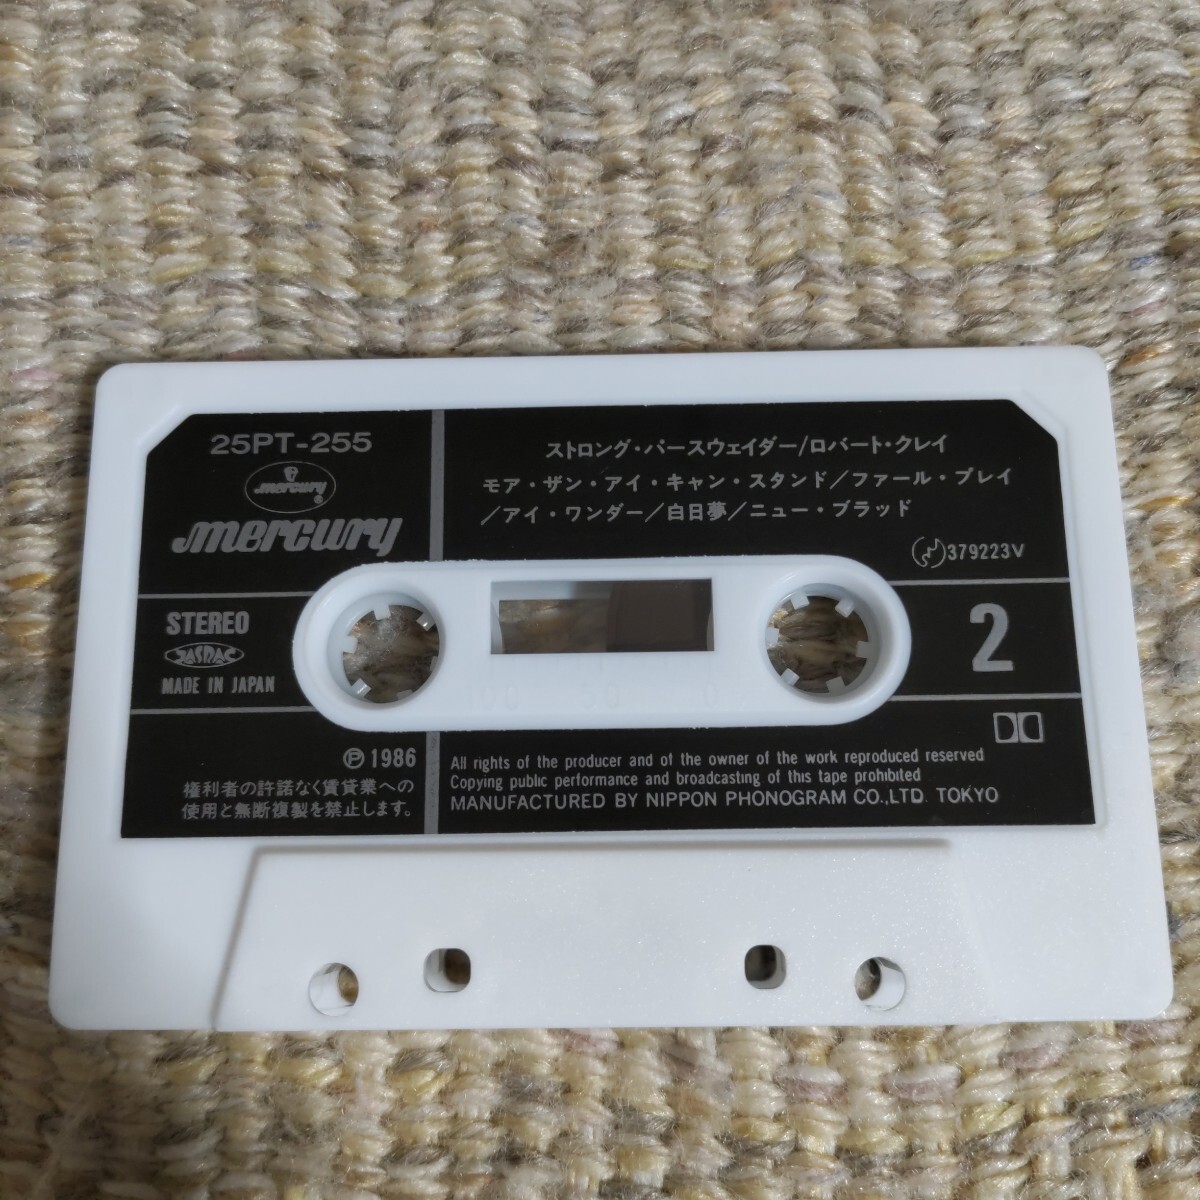 25PT-255
mercury
®
mercury
STEREO
JASRAC
MADE IN JAPAN
ストロング・パースウェイダー/ロバート・クレイ
モア・ザン・アイ・キャン・スタンド/ファール・プレイ
/アイ・ワンダー/白日夢/ニュー・ブラッド
379223V
2
Ⓟ1986
権利者の許諾なく賃貸業への
使用と無断複製を禁止します。
All rights of the producer and of the owner of the work reproduced reserved
Copying public performance and broadcasting of this tape prohibited
MANUFACTURED BY NIPPON PHONOGRAM CO.,LTD. TOKYO